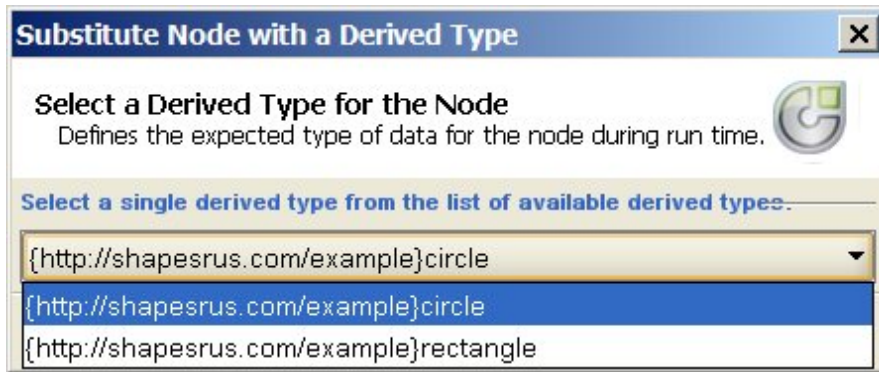 Substitute Node with a Derived Type
Select a Derived Type for the Node
Defines the expected type of data for the node during run time.
Select a single derived type from the list of available derived types.
{http://shapesrus.com/example}circle
{http://shapesrus.com/example}circle
{http://shapesrus.com/example}rectangle